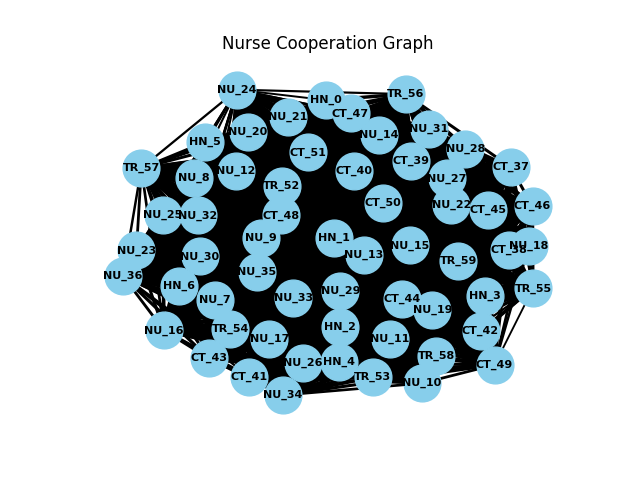 Nurse Cooperation Graph
NU_24
TR_56
HN_0
CT_47
NU_21
NU_31
NU_20
NU_14
HN_5
NU_28
CT_51
CT_39
TR_57
CT_37
NU_12
CT_40
NU_8
NU_27
TR_52
CT_50
NU_22
CT_46
CT_45
NU_25
NU_32
CT_48
NU_9
HN_1
NU_15
NU_18
CT_38
NU_23
NU_13
NU_30
TR_59
NU_35
NU_36
HN_6
TR_55
NU_29
HN_3
NU_7
NU_33
CT_44
NU_19
NU_16
TR_54
HN_2
CT_42
NU_17
NU_11
CT_43
TR_58
NU_26
HN_4
CT_49
CT_41
TR_53
NU_10
NU_34